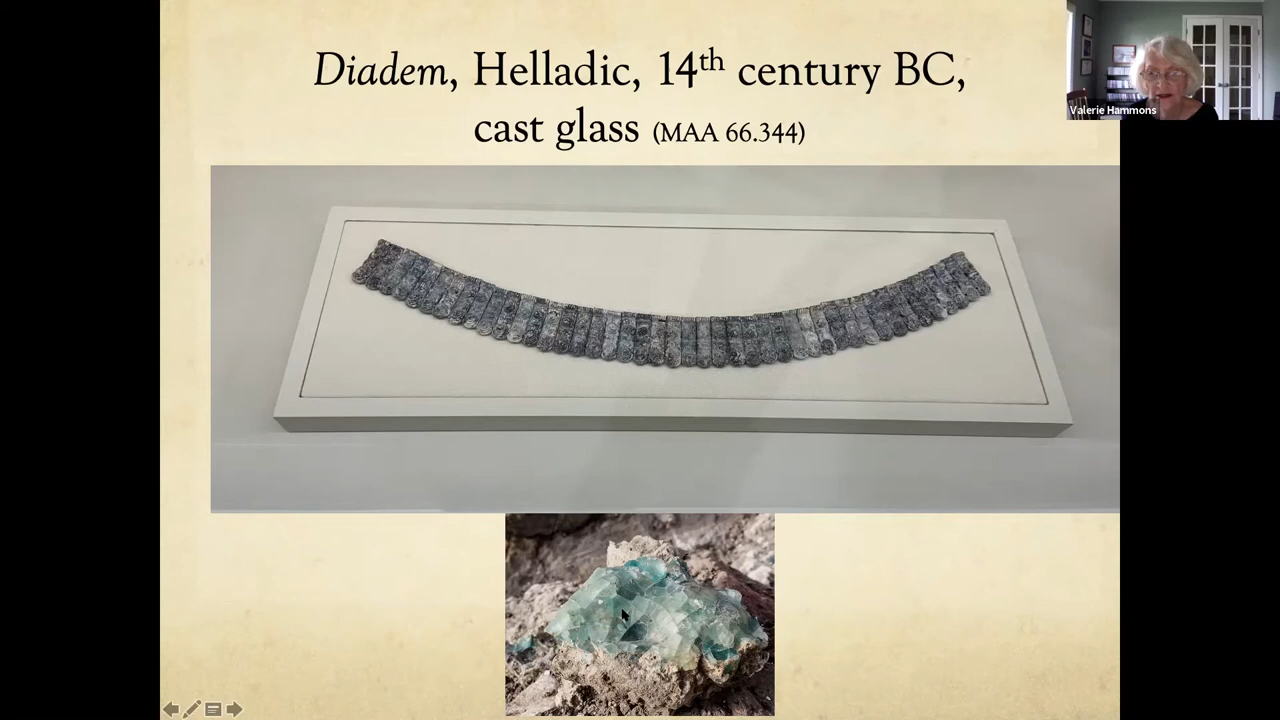 Diadem, Helladic, 14th century BC,
cast glass (MAA 66.344)
Valerie Hammons